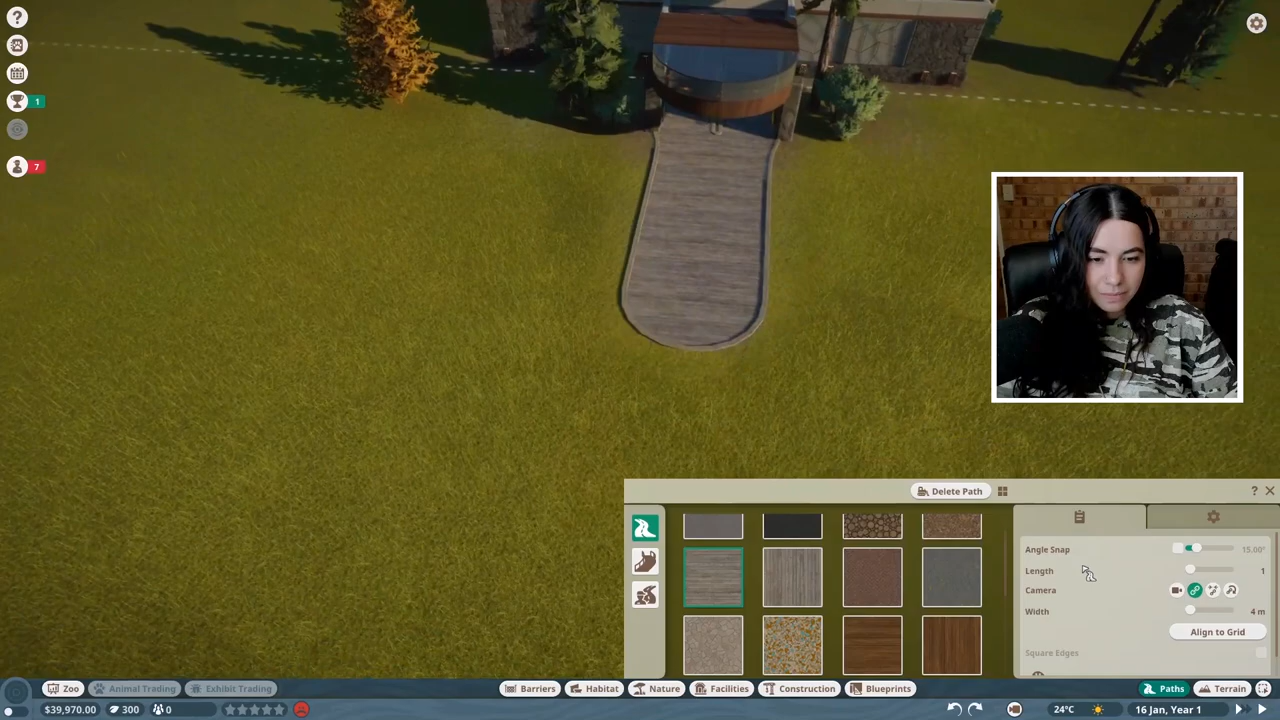 ?
1
7
Delete Path
?
Angle Snap 15.00°
Length 1
Camera
Width 4 m
Align to Grid
Square Edges
Zoo Animal Trading Exhibit Trading Barriers Habitat Nature Facilities Construction Blueprints Paths Terrain
$39,970.00 300 0 24°C 16 Jan, Year 1